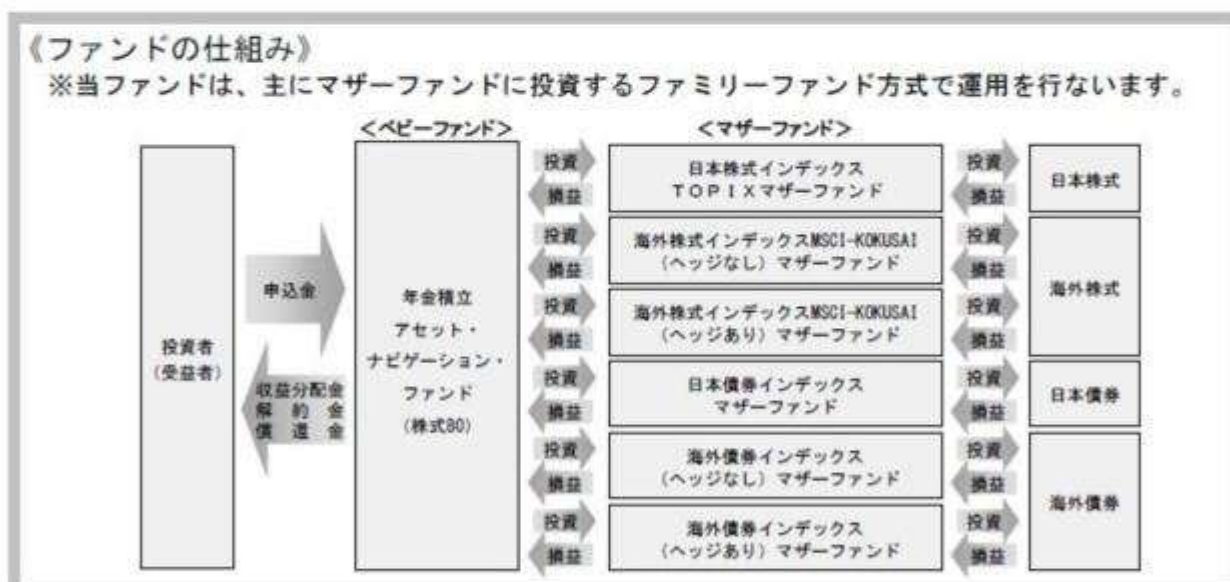 《ファンドの仕組み》
※当ファンドは、主にマザーファンドに投資するファミリーファンド方式で運用を行ないます。
＜ベビーファンド＞
＜マザーファンド＞
投資者
(受益者)
申込金
収益分配金
解約金
償還金
年金積立
アセット・
ナビゲーション・
ファンド
(株式80)
投資
損益
日本株式インデックス
ＴＯＰＩＸマザーファンド
投資
損益
日本株式
投資
損益
海外株式インデックスMSCI-KOKUSAI
(ヘッジなし) マザーファンド
投資
損益
投資
損益
海外株式インデックスMSCI-KOKUSAI
(ヘッジあり) マザーファンド
投資
損益
海外株式
投資
損益
日本債券インデックス
マザーファンド
投資
損益
日本債券
投資
損益
海外債券インデックス
(ヘッジなし) マザーファンド
投資
損益
投資
損益
海外債券インデックス
(ヘッジあり) マザーファンド
投資
損益
海外債券